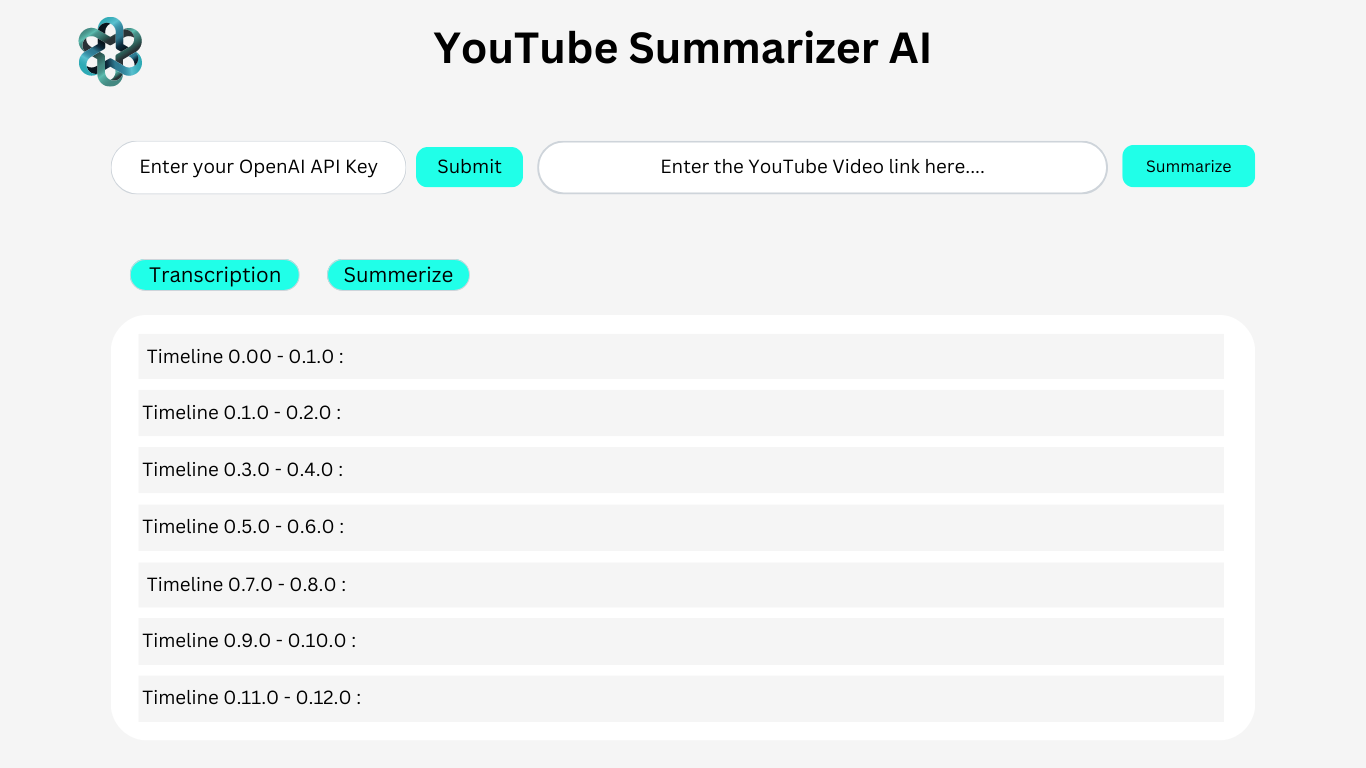 YouTube Summarizer AI
Enter your OpenAI API Key
Submit
Enter the YouTube Video link here....
Summarize
Transcription
Summerize
Timeline 0.00 - 0.1.0 :
Timeline 0.1.0 - 0.2.0 :
Timeline 0.3.0 - 0.4.0 :
Timeline 0.5.0 - 0.6.0 :
Timeline 0.7.0 - 0.8.0 :
Timeline 0.9.0 - 0.10.0 :
Timeline 0.11.0 - 0.12.0 :